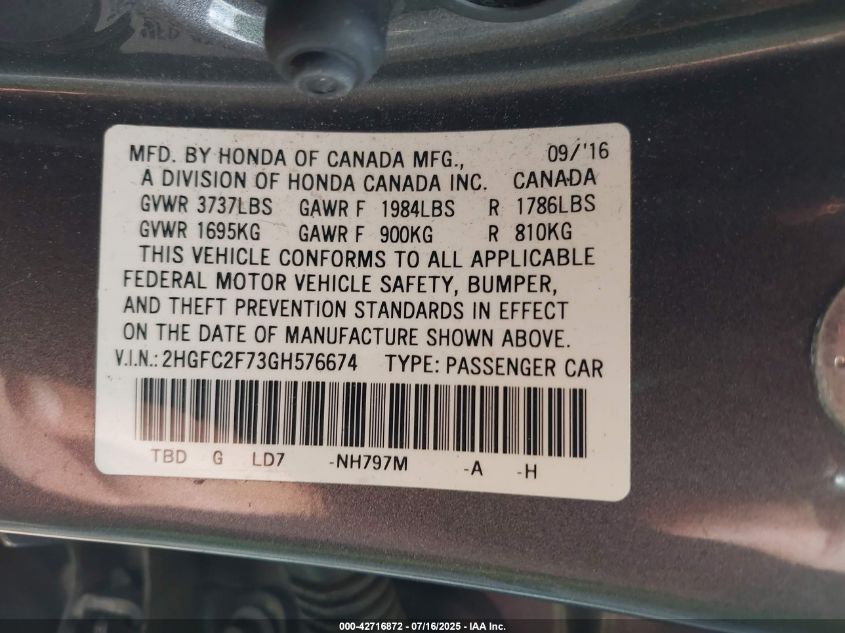 MFD. BY HONDA OF CANADA MFG., 09/'16
A DIVISION OF HONDA CANADA INC. CANADA
GVWR 3737LBS GAWR F 1984LBS R 1786LBS
GVWR 1695KG GAWR F 900KG R 810KG
THIS VEHICLE CONFORMS TO ALL APPLICABLE
FEDERAL MOTOR VEHICLE SAFETY, BUMPER,
AND THEFT PREVENTION STANDARDS IN EFFECT
ON THE DATE OF MANUFACTURE SHOWN ABOVE.
V.I.N.: 2HGFC2F73GH576674 TYPE: PASSENGER CAR
TBD G LD7 -NH797M -A -H
000-42716872 - 07/16/2025 - IAA Inc.